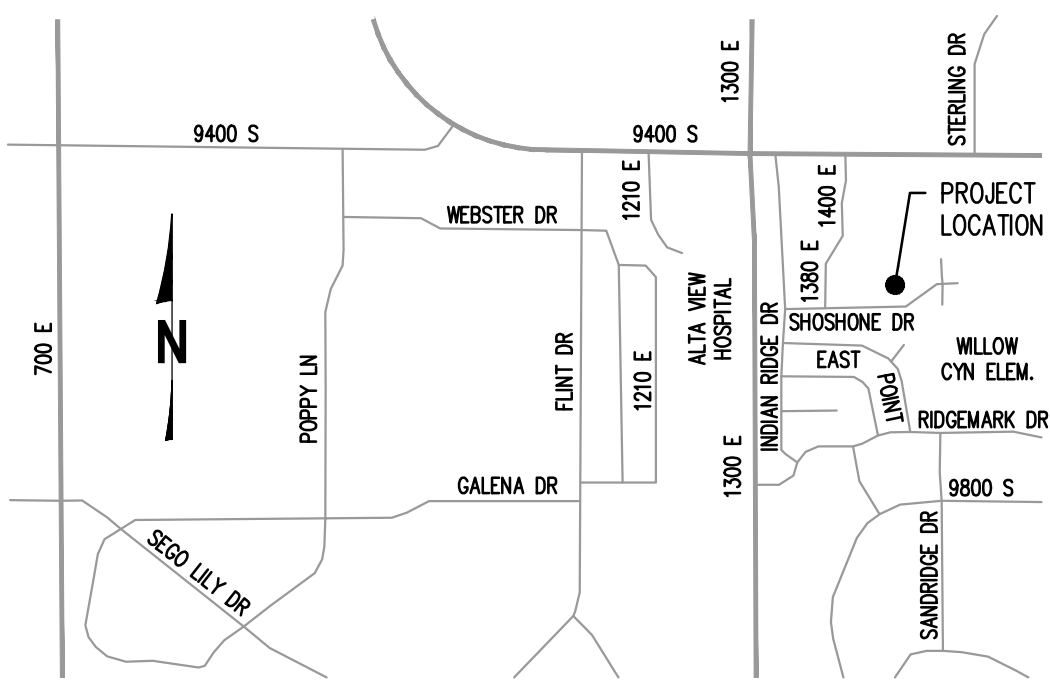 1300 E
STERLING DR
9400 S
9400 S
1210 E
1400 E
PROJECT
LOCATION
WEBSTER DR
1380 E
ALTA VIEW
HOSPITAL
N
700 E
POPPY LN
FLINT DR
1210 E
INDIAN RIDGE DR
SHOSHONE DR
EAST
POINT
WILLOW
CYN ELEM.
RIDGEMARK DR
1300 E
GALENA DR
9800 S
SEGO LILY DR
SANDRIDGE DR